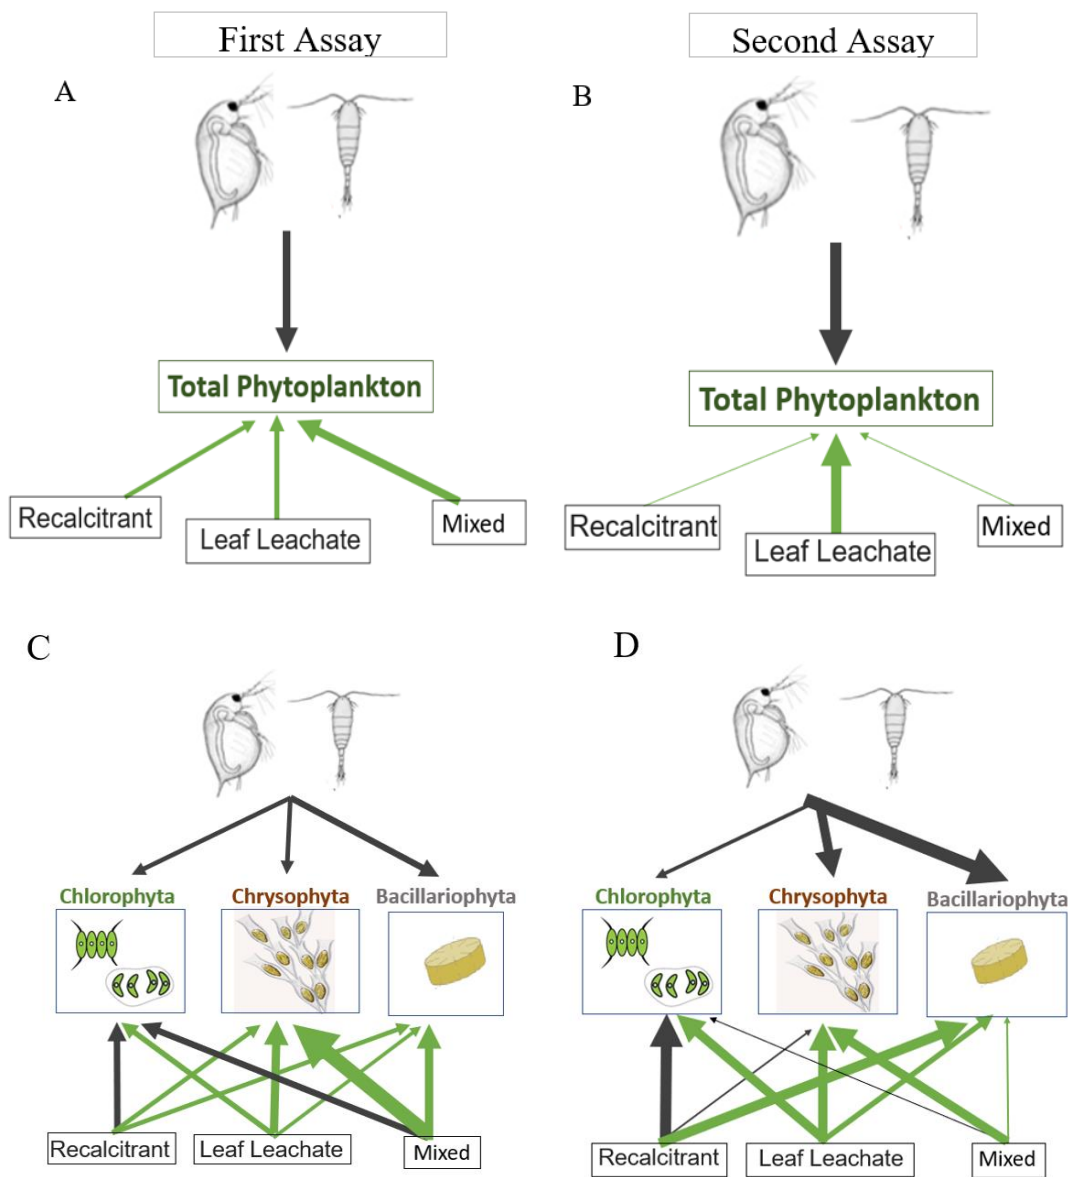 First Assay
Second Assay
A
B
Total Phytoplankton
Total Phytoplankton
Recalcitrant
Leaf Leachate
Mixed
Recalcitrant
Leaf Leachate
Mixed
C
D
Chlorophyta
Chrysophyta
Bacillariophyta
Chlorophyta
Chrysophyta
Bacillariophyta
Recalcitrant
Leaf Leachate
Mixed
Recalcitrant
Leaf Leachate
Mixed